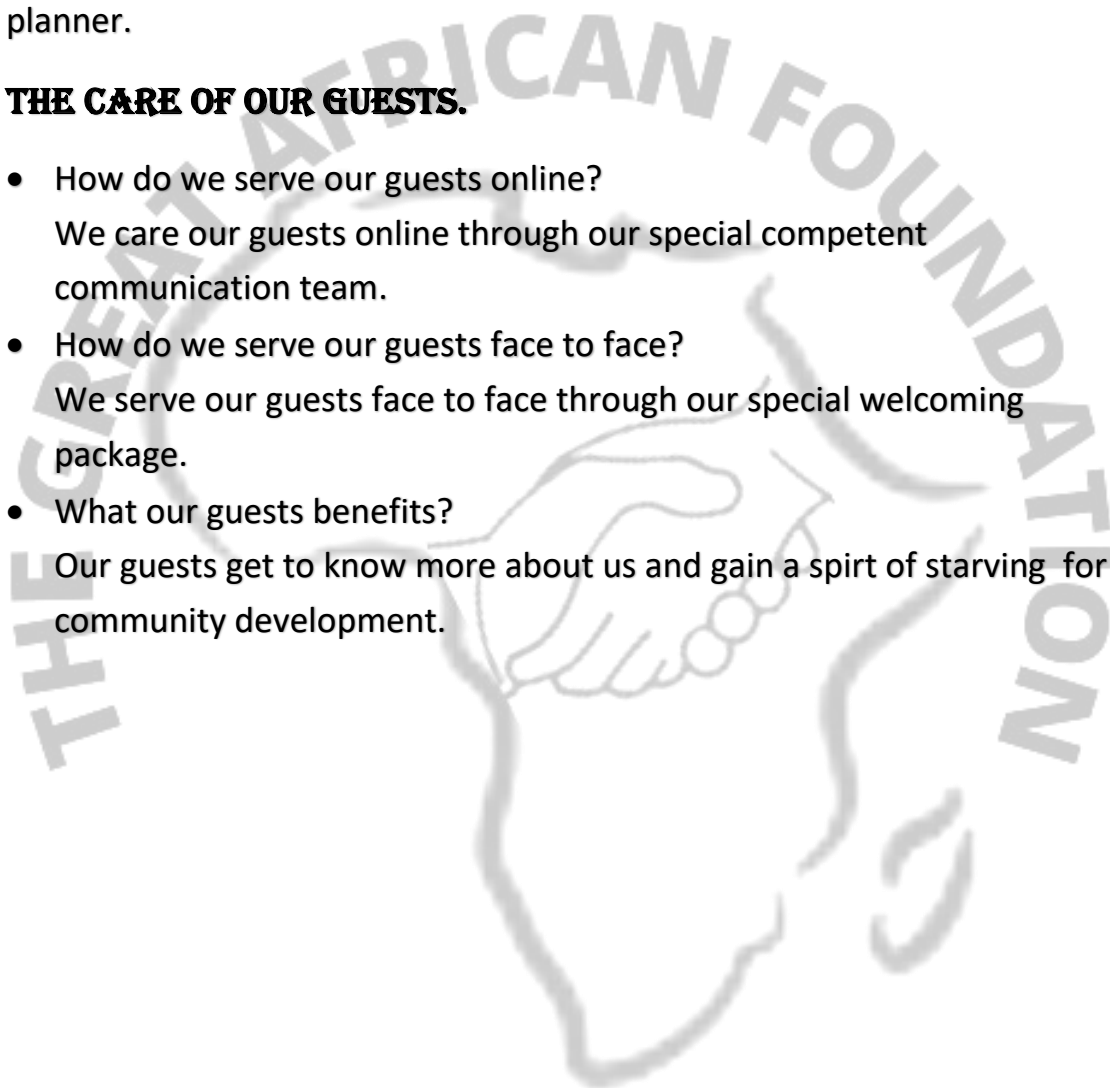 planner.
THE CARE OF OUR GUESTS.
• How do we serve our guests online?
We care our guests online through our special competent
communication team.
• How do we serve our guests face to face?
We serve our guests face to face through our special welcoming
package.
• What our guests benefits?
Our guests get to know more about us and gain a spirt of starving for
community development.
THE GREAT AFRICAN FOUNDATION